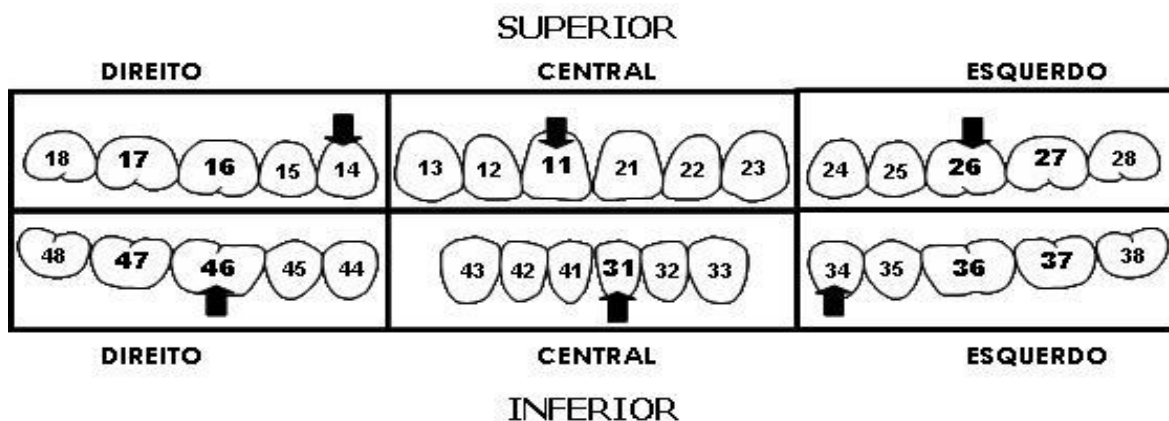 SUPERIOR
DIREITO CENTRAL ESQUERDO
18 17 16 15 14 13 12 11 21 22 23 24 25 26 27 28
48 47 46 45 44 43 42 41 31 32 33 34 35 36 37 38
DIREITO CENTRAL ESQUERDO
INFERIOR